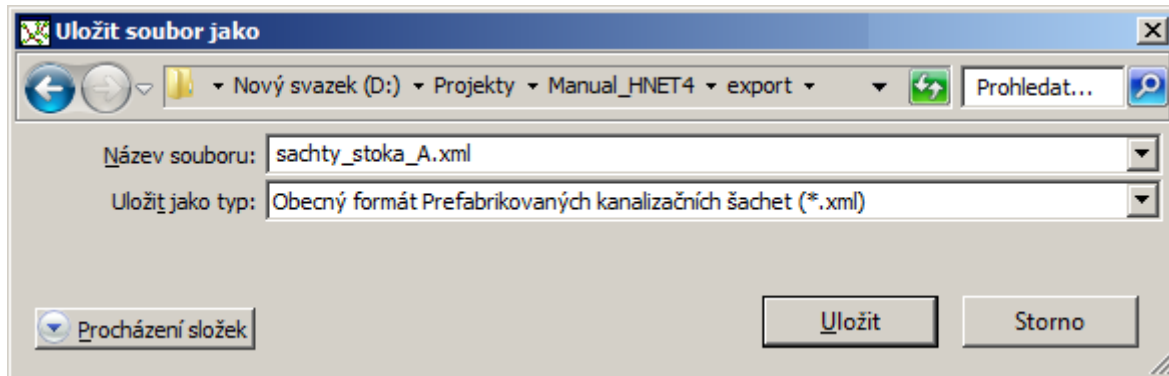 Uložit soubor jako
Nový svazek (D:) Projekty Manual_HNET4 export Prohledat...
Název souboru: sachty_stoka_A.xml
Uložit jako typ: Obecný formát Prefabrikovaných kanalizačních šachet (*.xml)
Procházení složek Uložit Storno